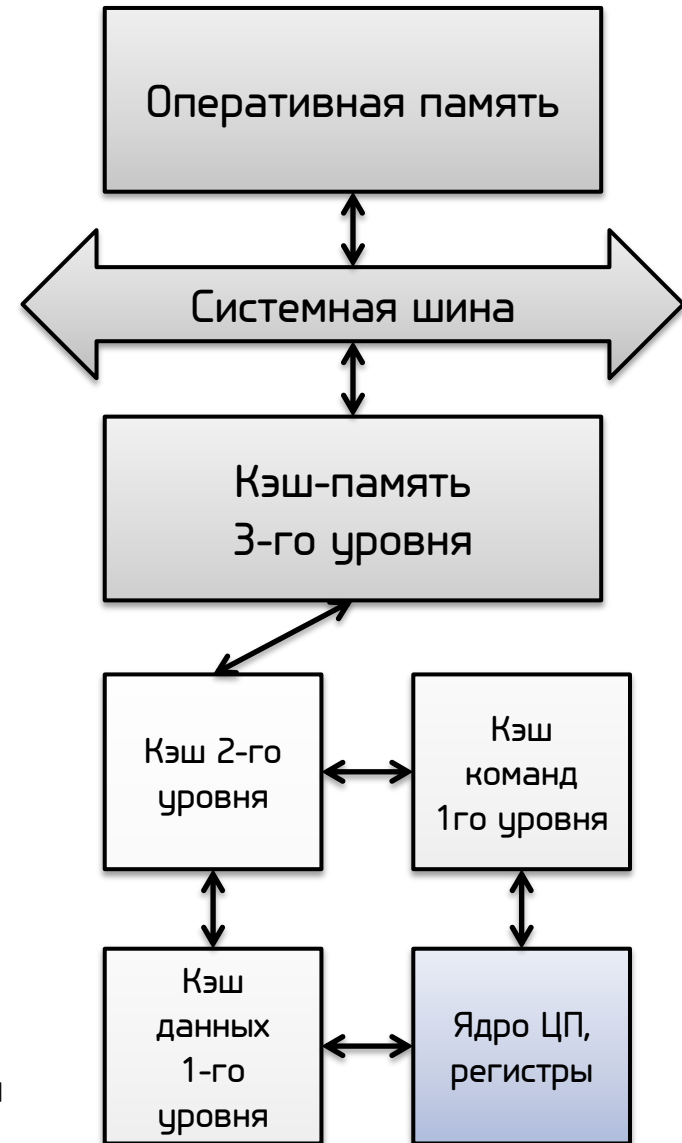 Оперативная память
Системная шина
Кэш-память
3-го уровня
Кэш 2-го
уровня
Кэш
команд
1го уровня
Кэш
данных
1-го
уровня
Ядро ЦП,
регистры